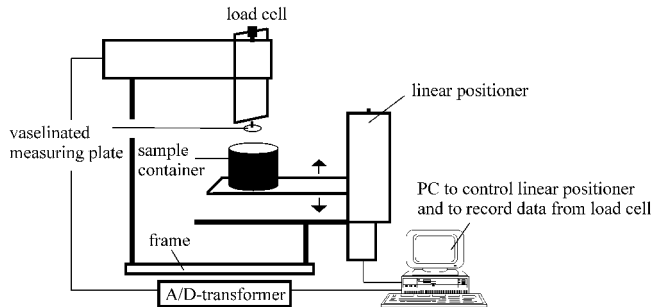 load cell
linear positioner
vaselinated
measuring plate
sample
container
PC to control linear positioner
and to record data from load cell
frame
A/D-transformer